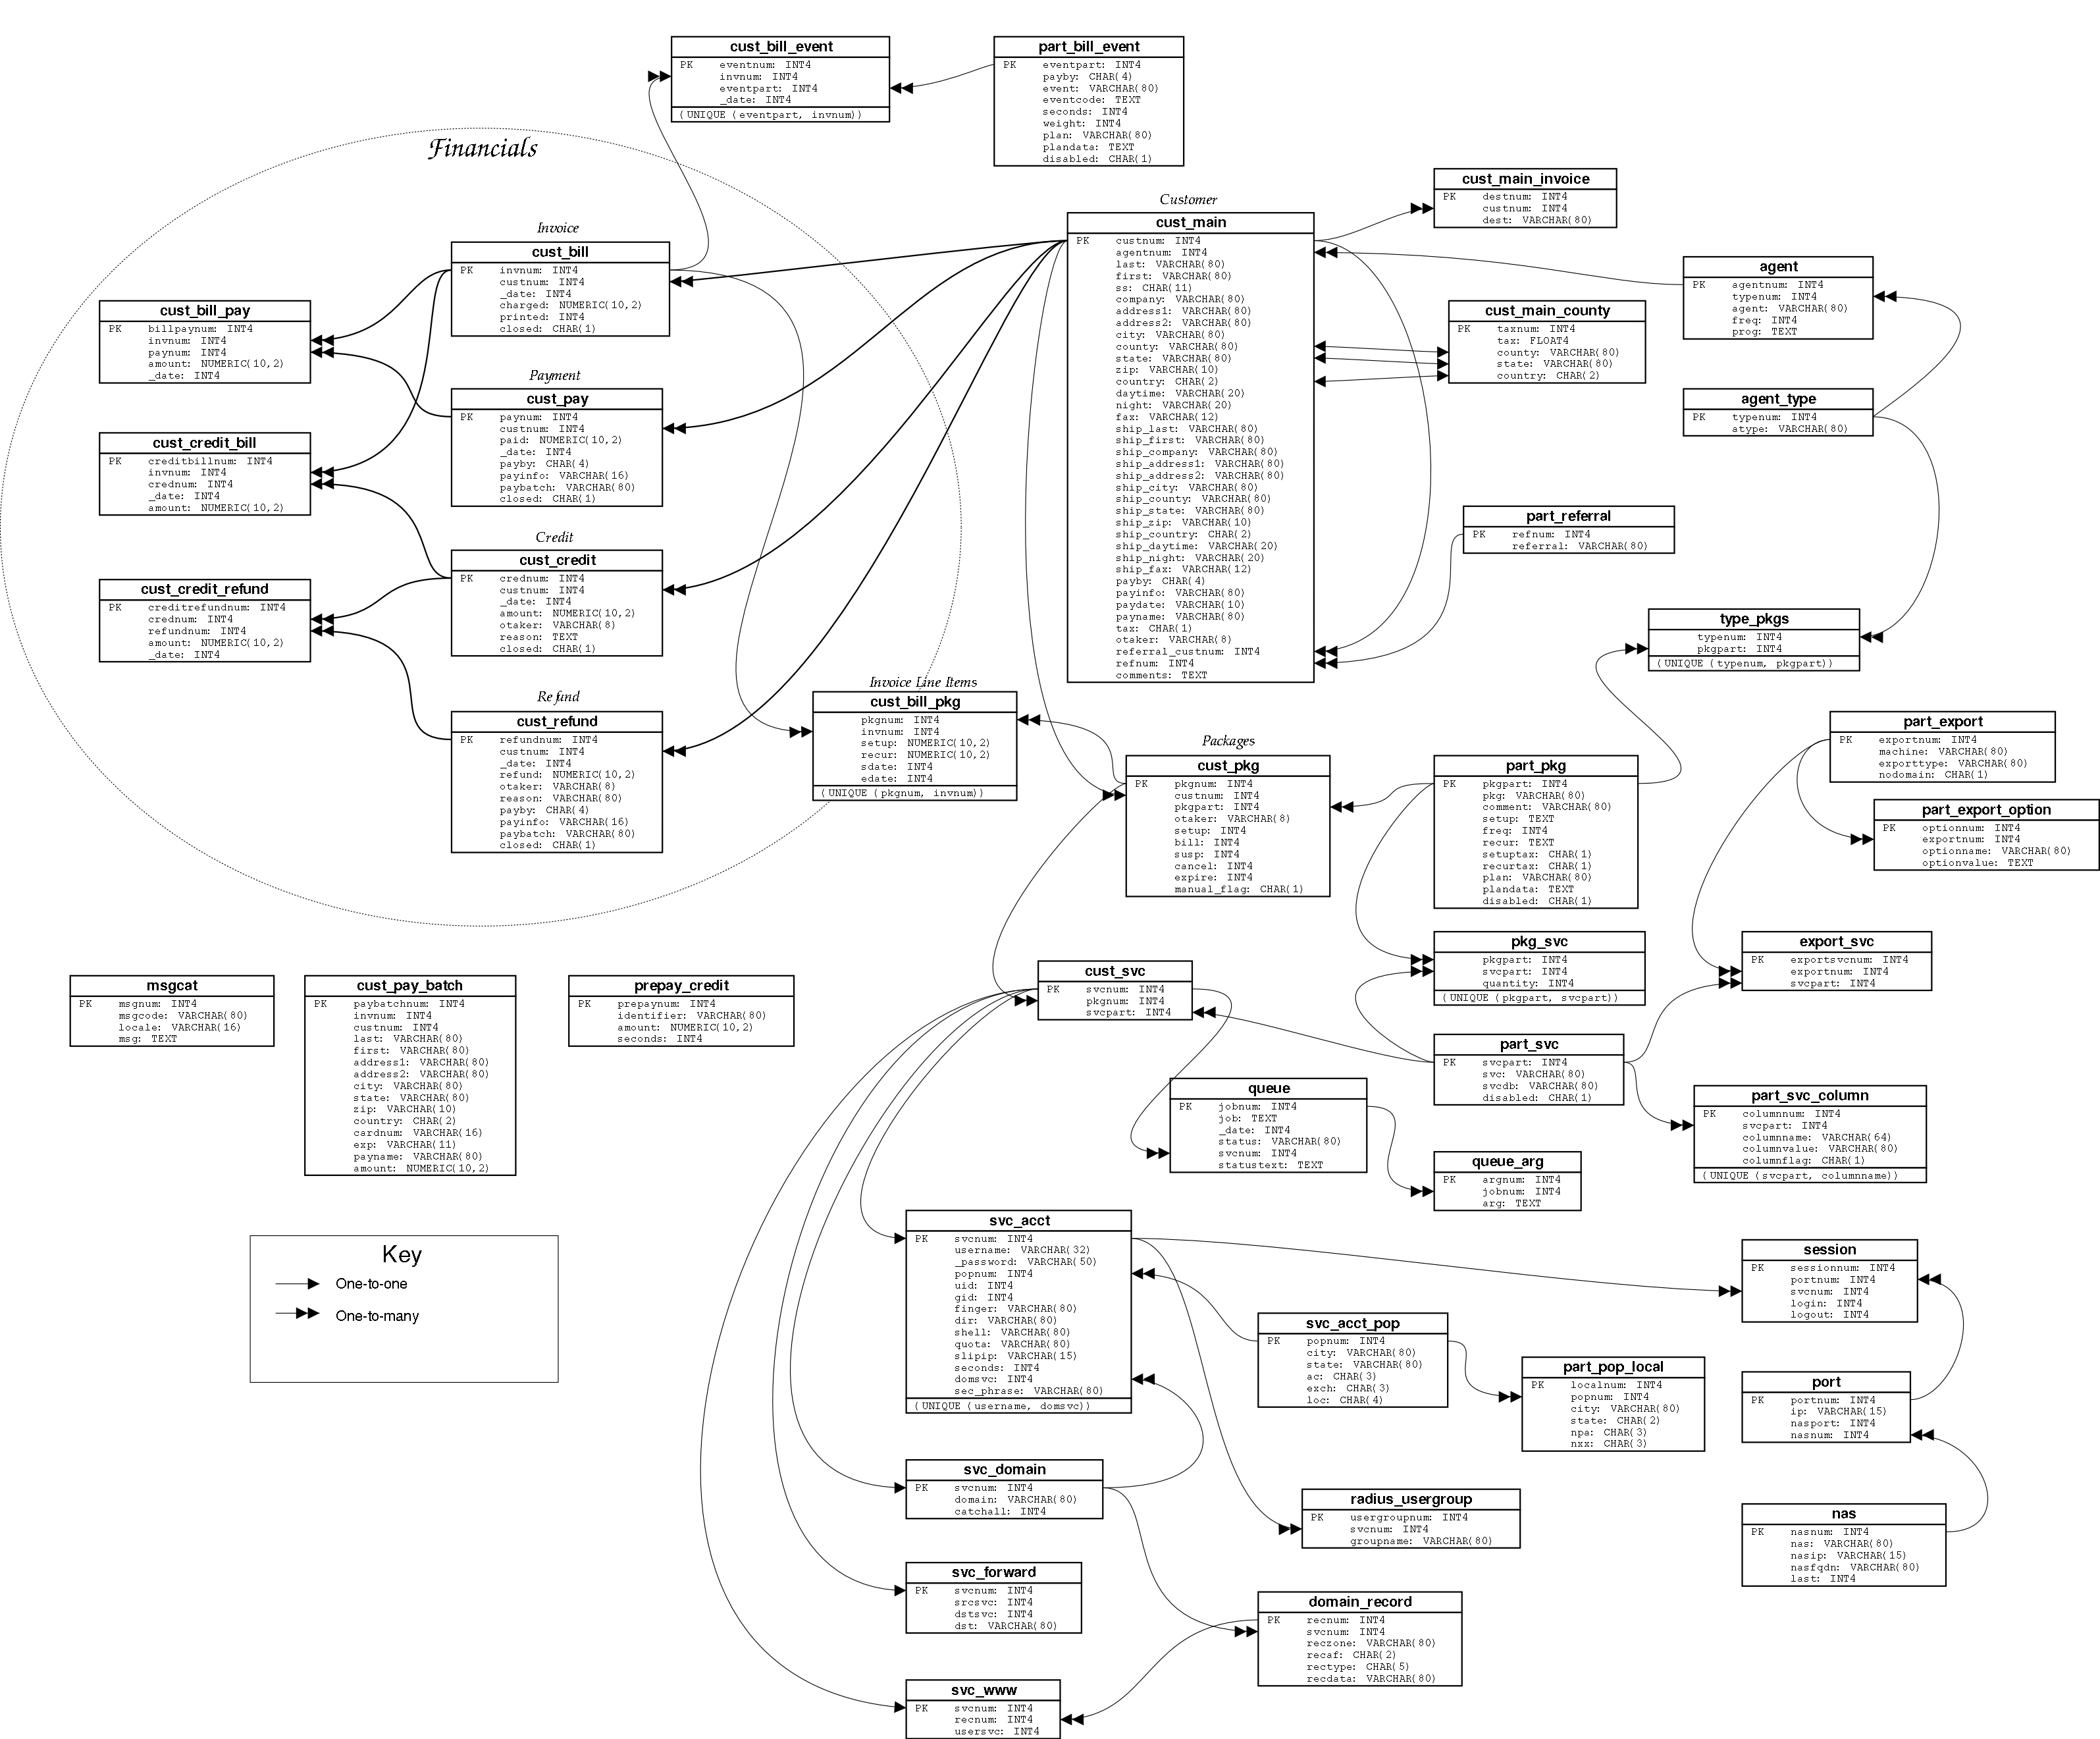 cust_bill_event
PK eventnum: INT4
invnum: INT4
eventpart: INT4
_date: INT4
(UNIQUE (eventpart, invnum))
part_bill_event
PK eventpart: INT4
payby: CHAR(4)
event: VARCHAR(80)
eventcode: TEXT
seconds: INT4
weight: INT4
plan: VARCHAR(80)
plandata: TEXT
disabled: CHAR(1)
Financials
Invoice
cust_bill
PK invnum: INT4
custnum: INT4
_date: INT4
charged: NUMERIC(10,2)
printed: INT4
closed: CHAR(1)
cust_bill_pay
PK billpaynum: INT4
invnum: INT4
paynum: INT4
amount: NUMERIC(10,2)
_date: INT4
Payment
cust_pay
PK paynum: INT4
custnum: INT4
paid: NUMERIC(10,2)
_date: INT4
payby: CHAR(4)
payinfo: VARCHAR(16)
paybatch: VARCHAR(80)
closed: CHAR(1)
cust_credit_bill
PK creditbillnum: INT4
invnum: INT4
crednum: INT4
_date: INT4
amount: NUMERIC(10,2)
Credit
cust_credit
PK crednum: INT4
custnum: INT4
_date: INT4
amount: NUMERIC(10,2)
otaker: VARCHAR(8)
reason: TEXT
closed: CHAR(1)
cust_credit_refund
PK creditrefundnum: INT4
crednum: INT4
refundnum: INT4
amount: NUMERIC(10,2)
_date: INT4
Refund
cust_refund
PK refundnum: INT4
custnum: INT4
_date: INT4
refund: NUMERIC(10,2)
otaker: VARCHAR(8)
reason: VARCHAR(80)
payby: CHAR(4)
payinfo: VARCHAR(16)
paybatch: VARCHAR(80)
closed: CHAR(1)
Invoice Line Items
cust_bill_pkg
pkgnum: INT4
invnum: INT4
setup: NUMERIC(10,2)
recur: NUMERIC(10,2)
sdate: INT4
edate: INT4
(UNIQUE (pkgnum, invnum))
Customer
cust_main
PK custnum: INT4
agentnum: INT4
last: VARCHAR(80)
first: VARCHAR(80)
ss: CHAR(11)
company: VARCHAR(80)
address1: VARCHAR(80)
address2: VARCHAR(80)
city: VARCHAR(80)
county: VARCHAR(80)
state: VARCHAR(80)
zip: VARCHAR(10)
country: CHAR(2)
daytime: VARCHAR(20)
night: VARCHAR(20)
fax: VARCHAR(12)
ship_last: VARCHAR(80)
ship_first: VARCHAR(80)
ship_company: VARCHAR(80)
ship_address1: VARCHAR(80)
ship_address2: VARCHAR(80)
ship_city: VARCHAR(80)
ship_county: VARCHAR(80)
ship_state: VARCHAR(80)
ship_zip: VARCHAR(10)
ship_country: CHAR(2)
ship_daytime: VARCHAR(20)
ship_night: VARCHAR(20)
ship_fax: VARCHAR(12)
payby: CHAR(4)
payinfo: VARCHAR(80)
paydate: VARCHAR(10)
payname: VARCHAR(80)
tax: CHAR(1)
otaker: VARCHAR(8)
referral_custnum: INT4
refnum: INT4
comments: TEXT
cust_main_invoice
PK destnum: INT4
custnum: INT4
dest: VARCHAR(80)
cust_main_county
PK taxnum: INT4
tax: FLOAT4
county: VARCHAR(80)
state: VARCHAR(80)
country: CHAR(2)
agent
PK agentnum: INT4
typenum: INT4
agent: VARCHAR(80)
freq: INT4
prog: TEXT
agent_type
PK typenum: INT4
atype: VARCHAR(80)
part_referral
PK refnum: INT4
referral: VARCHAR(80)
type_pkgs
typenum: INT4
pkgpart: INT4
(UNIQUE (typenum, pkgpart))
Packages
cust_pkg
PK pkgnum: INT4
custnum: INT4
pkgpart: INT4
otaker: VARCHAR(8)
setup: INT4
bill: INT4
susp: INT4
cancel: INT4
expire: INT4
manual_flag: CHAR(1)
part_pkg
PK pkgpart: INT4
pkg: VARCHAR(80)
comment: VARCHAR(80)
setup: TEXT
freq: INT4
recur: TEXT
setuptax: CHAR(1)
recurtax: CHAR(1)
plan: VARCHAR(80)
plandata: TEXT
disabled: CHAR(1)
part_export
PK exportnum: INT4
machine: VARCHAR(80)
exporttype: VARCHAR(80)
nodomain: CHAR(1)
part_export_option
PK optionnum: INT4
exportnum: INT4
optionname: VARCHAR(80)
optionvalue: TEXT
pkg_svc
pkgpart: INT4
svcpart: INT4
quantity: INT4
(UNIQUE (pkgpart, svcpart))
export_svc
PK exportsvcnum: INT4
exportnum: INT4
svcpart: INT4
msgcat
PK msgnum: INT4
msgcode: VARCHAR(80)
locale: VARCHAR(16)
msg: TEXT
cust_pay_batch
PK paybatchnum: INT4
invnum: INT4
custnum: INT4
last: VARCHAR(80)
first: VARCHAR(80)
address1: VARCHAR(80)
address2: VARCHAR(80)
city: VARCHAR(80)
state: VARCHAR(80)
zip: VARCHAR(10)
country: CHAR(2)
cardnum: VARCHAR(16)
exp: VARCHAR(11)
payname: VARCHAR(80)
amount: NUMERIC(10,2)
prepay_credit
PK prepaynum: INT4
identifier: VARCHAR(80)
amount: NUMERIC(10,2)
seconds: INT4
cust_svc
PK svcnum: INT4
pkgnum: INT4
svcpart: INT4
part_svc
PK svcpart: INT4
svc: VARCHAR(80)
svcdb: VARCHAR(80)
disabled: CHAR(1)
queue
PK jobnum: INT4
job: TEXT
_date: INT4
status: VARCHAR(80)
svcnum: INT4
statustext: TEXT
part_svc_column
PK columnnum: INT4
svcpart: INT4
columnname: VARCHAR(64)
columnvalue: VARCHAR(80)
columnflag: CHAR(1)
(UNIQUE (svcpart, columnname))
queue_arg
PK argnum: INT4
jobnum: INT4
arg: TEXT
Key
One-to-one
One-to-many
svc_acct
PK svcnum: INT4
username: VARCHAR(32)
_password: VARCHAR(50)
popnum: INT4
uid: INT4
gid: INT4
finger: VARCHAR(80)
dir: VARCHAR(80)
shell: VARCHAR(80)
quota: VARCHAR(80)
slipip: VARCHAR(15)
seconds: INT4
domsvc: INT4
sec_phrase: VARCHAR(80)
(UNIQUE (username, domsvc))
session
PK sessionnum: INT4
portnum: INT4
svcnum: INT4
login: INT4
logout: INT4
svc_acct_pop
PK popnum: INT4
city: VARCHAR(80)
state: VARCHAR(80)
ac: CHAR(3)
exch: CHAR(3)
loc: CHAR(4)
part_pop_local
PK localnum: INT4
popnum: INT4
city: VARCHAR(80)
state: CHAR(2)
npa: CHAR(3)
nxx: CHAR(3)
port
PK portnum: INT4
ip: VARCHAR(15)
nasport: INT4
nasnum: INT4
svc_domain
PK svcnum: INT4
domain: VARCHAR(80)
catchall: INT4
radius_usergroup
PK usergroupnum: INT4
svcnum: INT4
groupname: VARCHAR(80)
nas
PK nasnum: INT4
nas: VARCHAR(80)
nasip: VARCHAR(15)
nasfqdn: VARCHAR(80)
last: INT4
svc_forward
PK svcnum: INT4
srcsvc: INT4
dstsvc: INT4
dst: VARCHAR(80)
domain_record
PK recnum: INT4
svcnum: INT4
reczone: VARCHAR(80)
recaf: CHAR(2)
rectype: CHAR(5)
recdata: VARCHAR(80)
svc_www
PK svcnum: INT4
recnum: INT4
usersvc: INT4